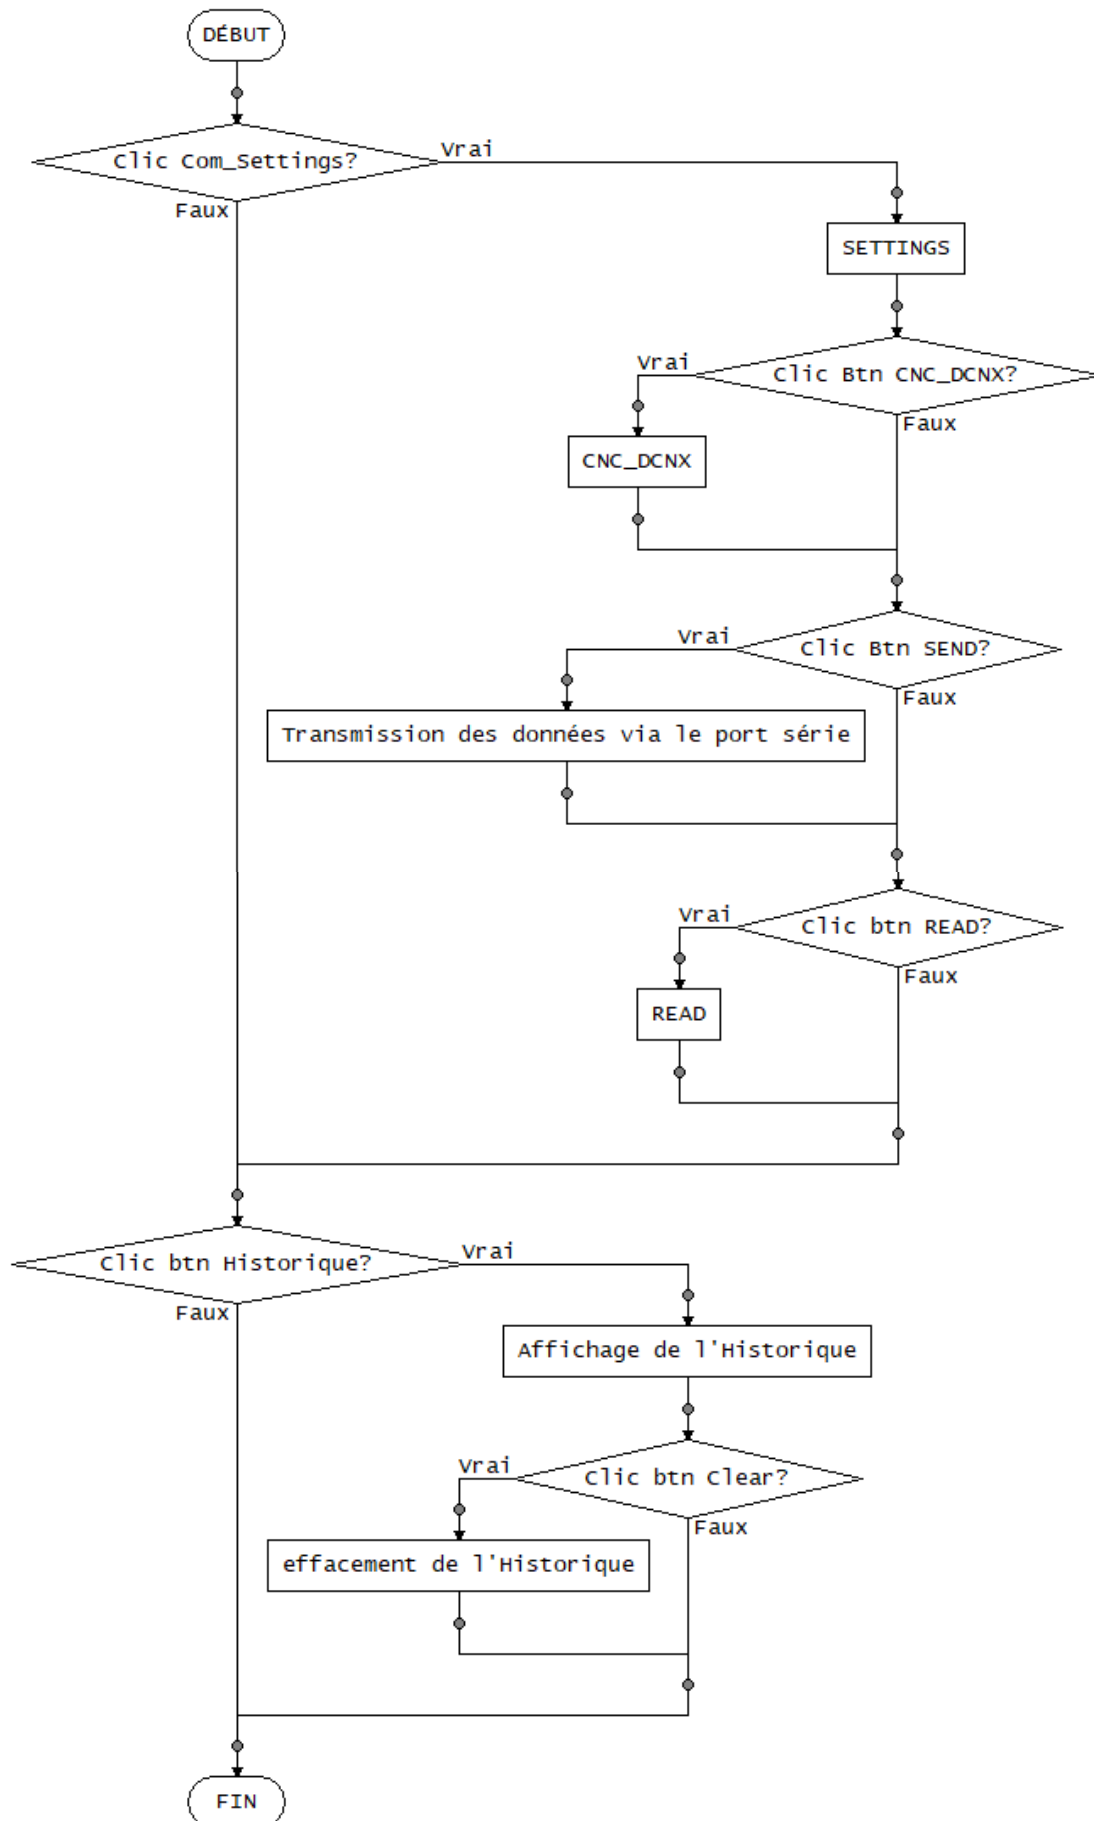 DÉBUT
Clic Com_Settings?
Vrai
Faux
SETTINGS
Clic Btn CNC_DCNX?
Vrai
Faux
CNC_DCNX
Clic Btn SEND?
Vrai
Faux
Transmission des données via le port série
Clic btn READ?
Vrai
Faux
READ
Clic btn Historique?
Vrai
Faux
Affichage de l'Historique
Clic btn Clear?
Vrai
Faux
effacement de l'Historique
FIN